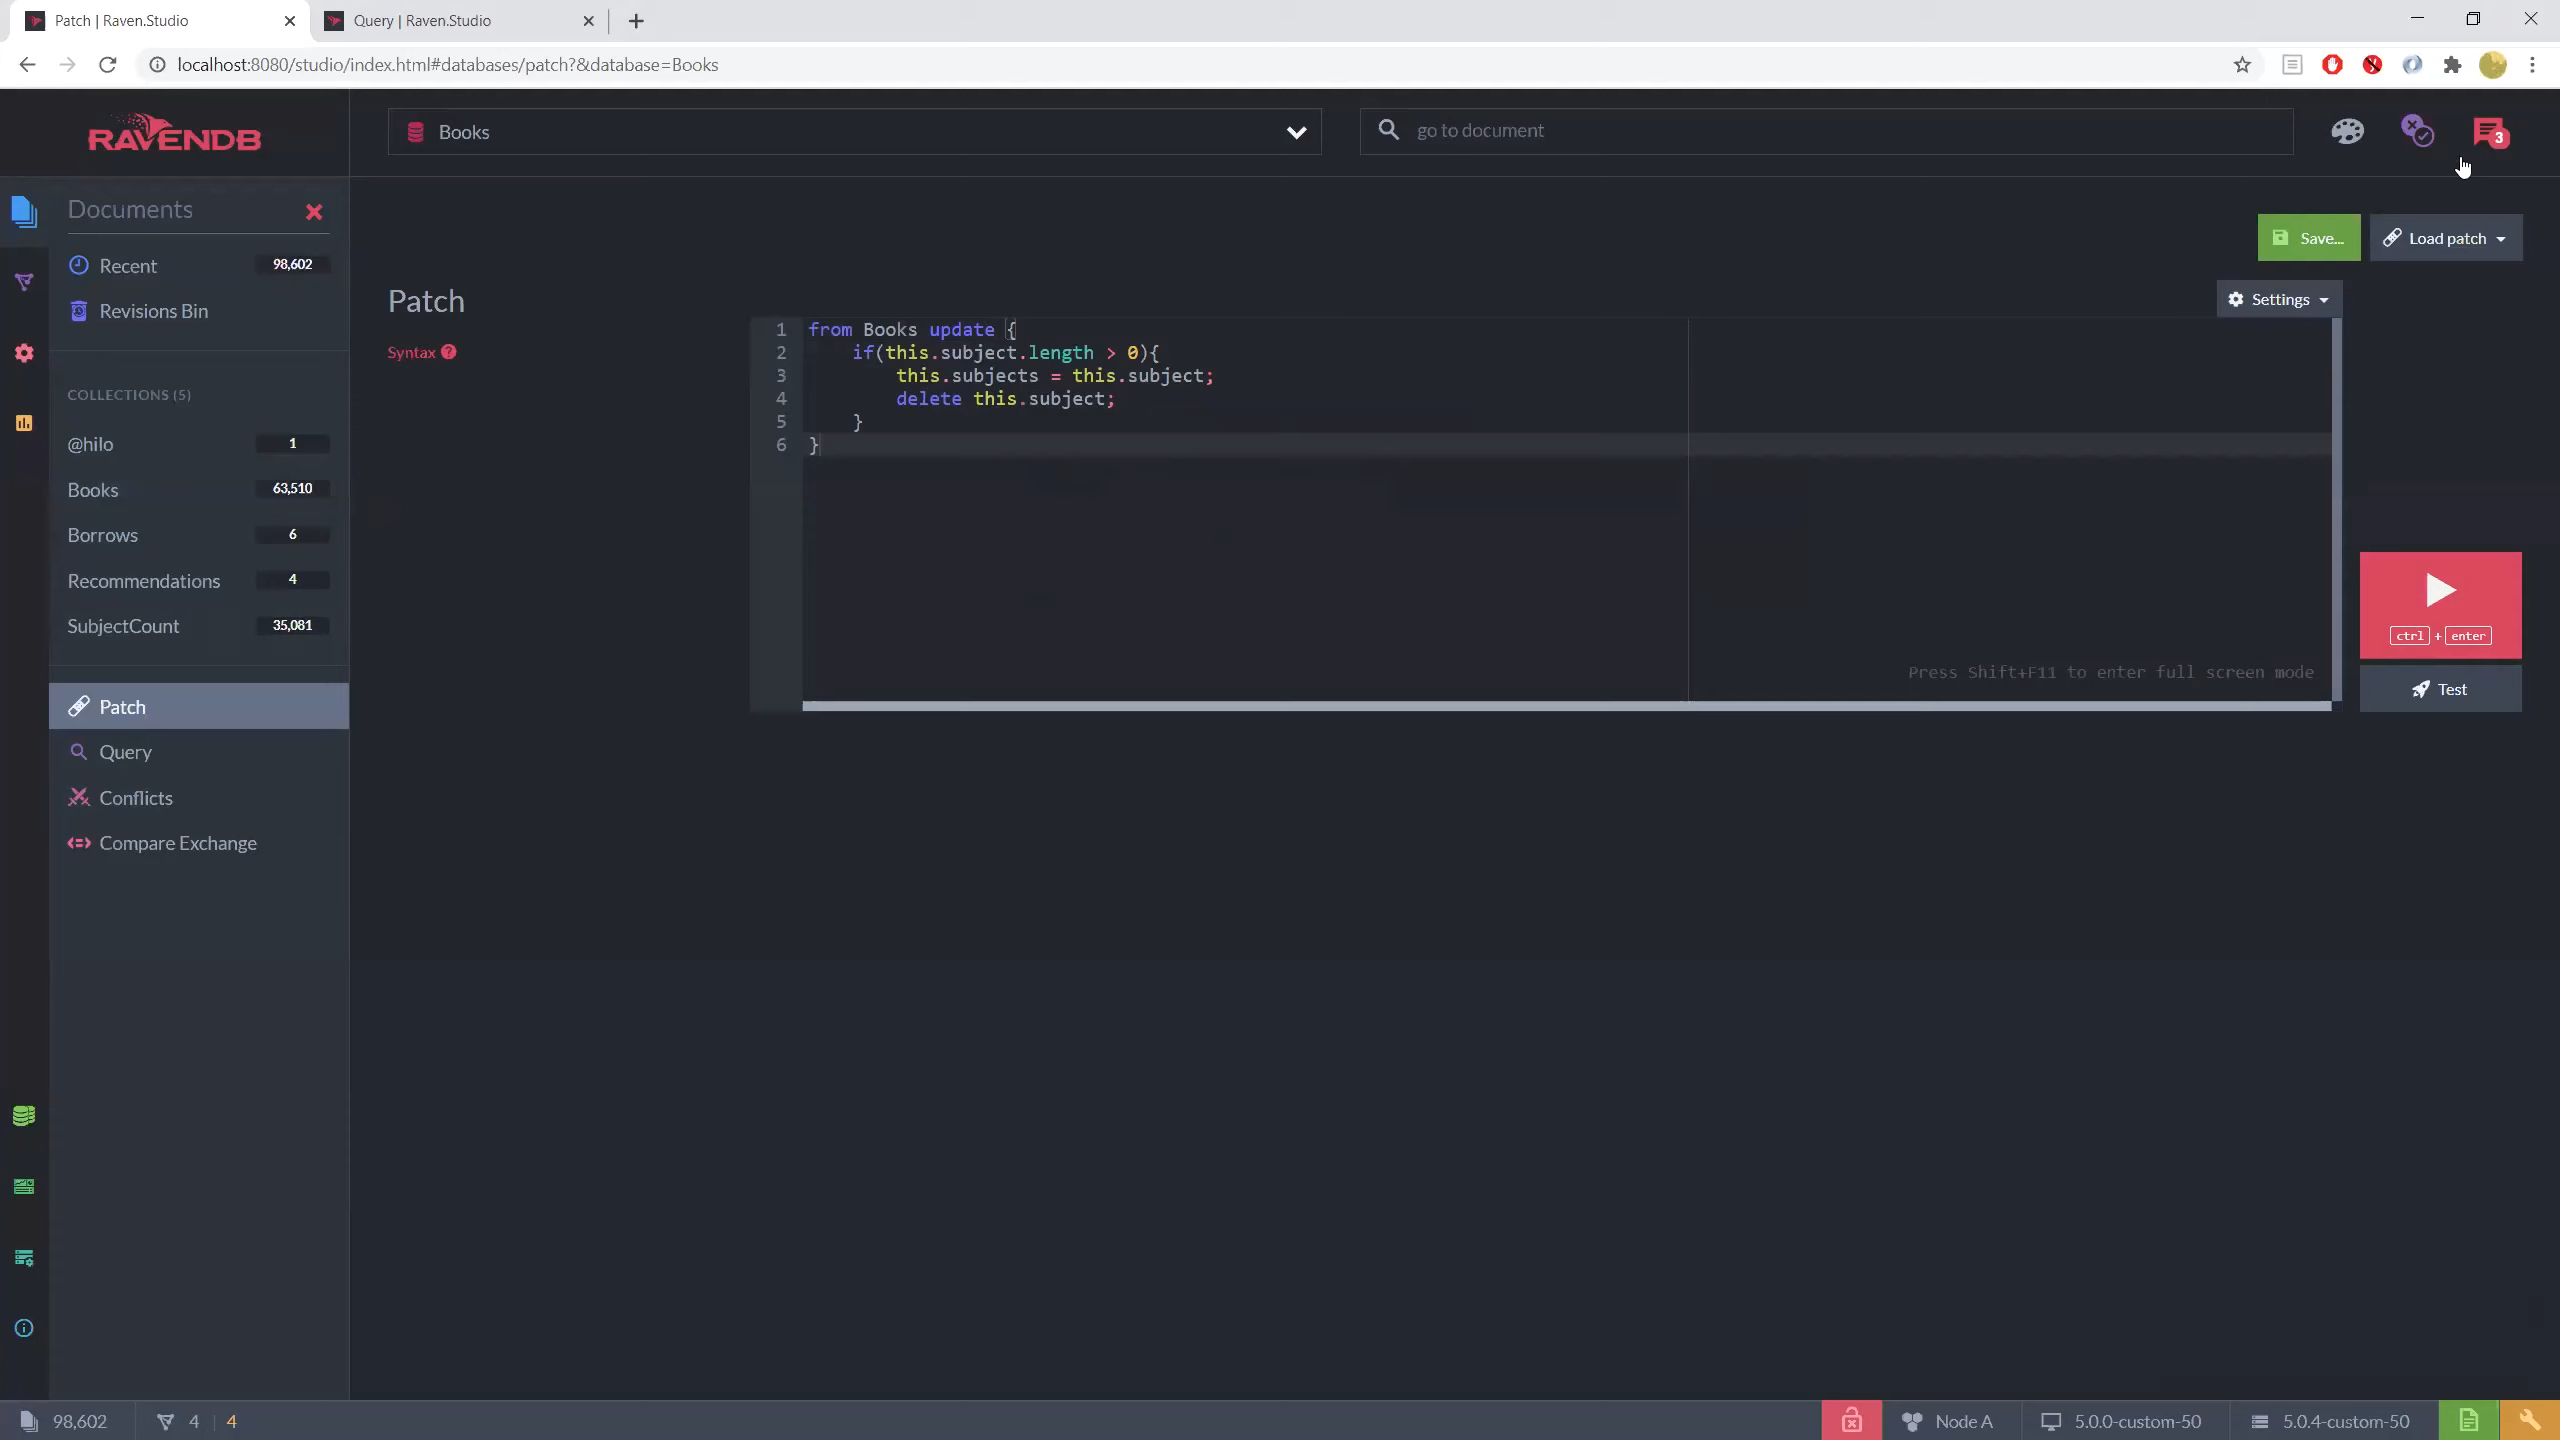 Patch | Raven.Studio
Query | Raven.Studio
localhost:8080/studio/index.html#databases/patch?&database=Books
RAVENDB
Books
go to document
3
Documents
Recent 98,602
Revisions Bin
COLLECTIONS (5)
@hilo 1
Books 63,510
Borrows 6
Recommendations 4
SubjectCount 35,081
Patch
Query
Conflicts
Compare Exchange
Save...
Load patch
Patch
Settings
Syntax ?
1 from Books update {
2 if(this.subject.length > 0){
3 this.subjects = this.subject;
4 delete this.subject;
5 }
6 }
Press Shift+F11 to enter full screen mode
ctrl + enter
Test
98,602
4 4
Node A
5.0.0-custom-50
5.0.4-custom-50